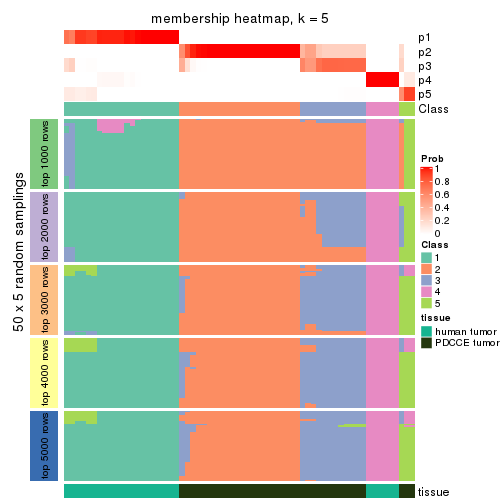 membership heatmap, k = 5
p1
p2
p3
p4
p5
Class
50 x 5 random samplings
top 1000 rows
top 2000 rows
top 3000 rows
top 4000 rows
top 5000 rows
tissue
Prob
1
0.8
0.6
0.4
0.2
0
Class
1
2
3
4
5
tissue
human tumor
PDCCE tumor